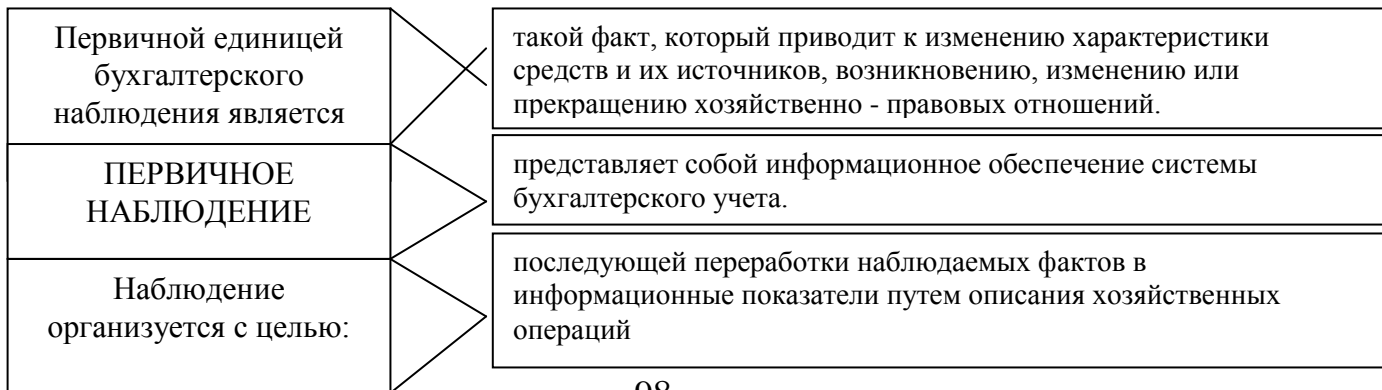 Первичной единицей
бухгалтерского
наблюдения является
такой факт, который приводит к изменению характеристики
средств и их источников, возникновению, изменению или
прекращению хозяйственно - правовых отношений.
ПЕРВИЧНОЕ
НАБЛЮДЕНИЕ
представляет собой информационное обеспечение системы
бухгалтерского учета.
Наблюдение
организуется с целью:
последующей переработки наблюдаемых фактов в
информационные показатели путем описания хозяйственных
операций
98